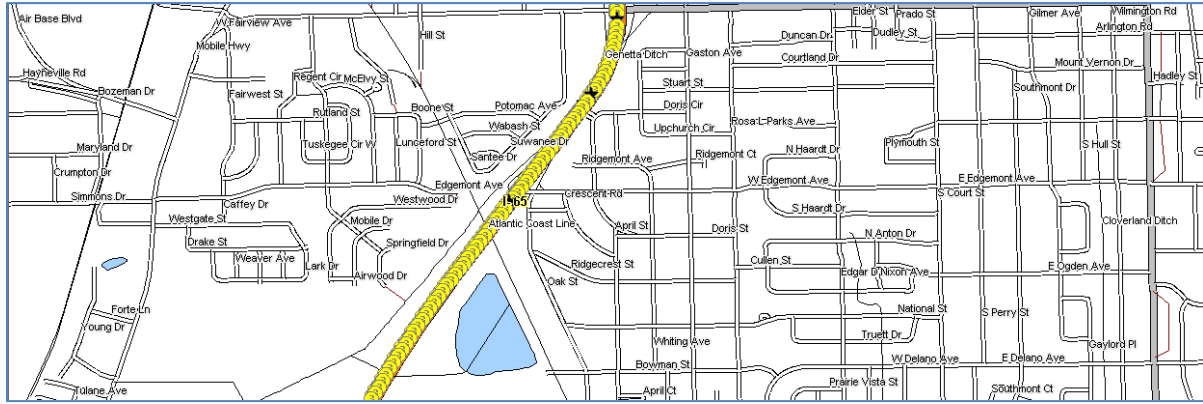 Elder St
Prado St
Gilmer Ave
Wilmington Rd
Air Base Blvd
W Fairview Ave
Arlington Rd
Hill St
Duncan Dr
Dudley St
Mobile Hwy
Genetta Ditch
Gaston Ave
Courtland Dr
Mount Vernon Dr
Hayneville Rd
Regent Cir
McElvy St
Hadley St
Stuart St
Southmont Dr
Bozeman Dr
Fairwest St
Boone St
Potomac Ave
Doris Cir
Rutland St
Wabash St
Upchurch Cir
Rosa L Parks Ave
Maryland Dr
Tuskegee Cir W
Lunceford St
Suwanee Dr
Plymouth St
S Hull St
Santee Dr
Ridgemont Ave
Ridgemont Ct
N Haardt Dr
Crumpton Dr
Edgemont Ave
W Edgemont Ave
E Edgemont Ave
Simmons Dr
Caffey Dr
Westwood Dr
I-965
Crescent Rd
S Court St
S Haardt Dr
Westgate St
Mobile Dr
Atlantic Coast Line
April St
Doris St
Cloverland Ditch
Drake St
Springfield Dr
N Anton Dr
Weaver Ave
Lark Dr
Ridgecrest St
Cullen St
Airwood Dr
Edgar D Nixon Ave
E Ogden Ave
Oak St
Forte Ln
National St
S Perry St
Young Dr
Truett Dr
Whiting Ave
Gaylord Pl
W Delano Ave
E Delano Ave
Bowman St
Prairie Vista St
Tulane Ave
April Ct
Southmont Ct